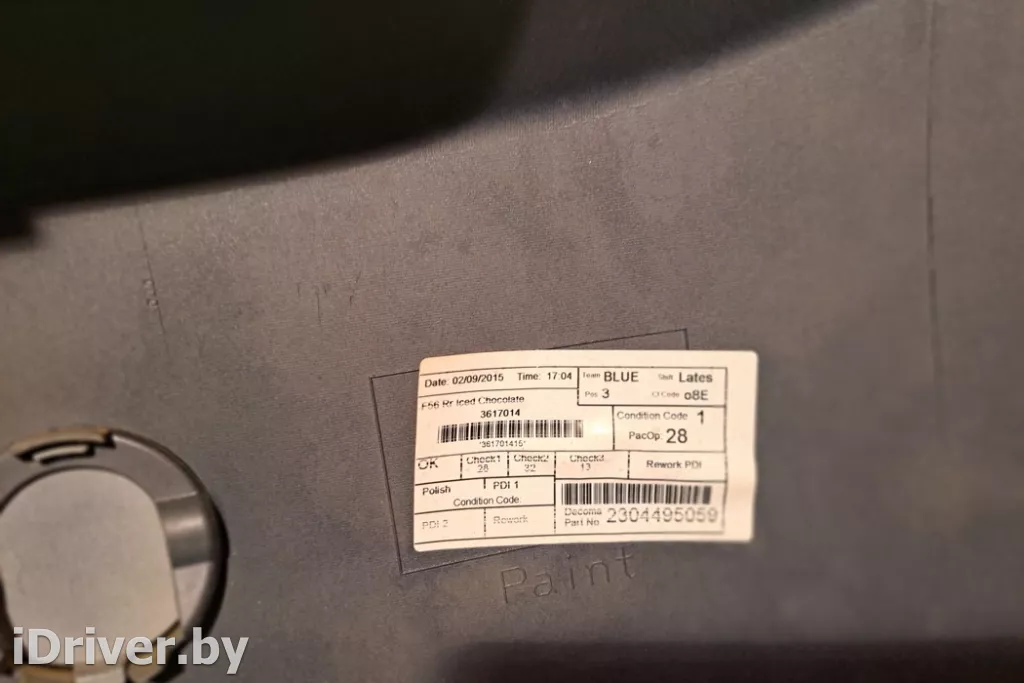 Date: 02/09/2015 Time: 17:04 Team BLUE Shift Lates
Pos 3 Cl Code o8E
F56 Rr Iced Chocolate
3617014
*361701415*
Condition Code 1
PacOp: 28
OK Check1 28 Check2 32 Check3 13 Rework PDI
Polish PDI 1
Condition Code:
PDI 2 Rework
Decoma Part No 2304495059
Paint
iDriver.by